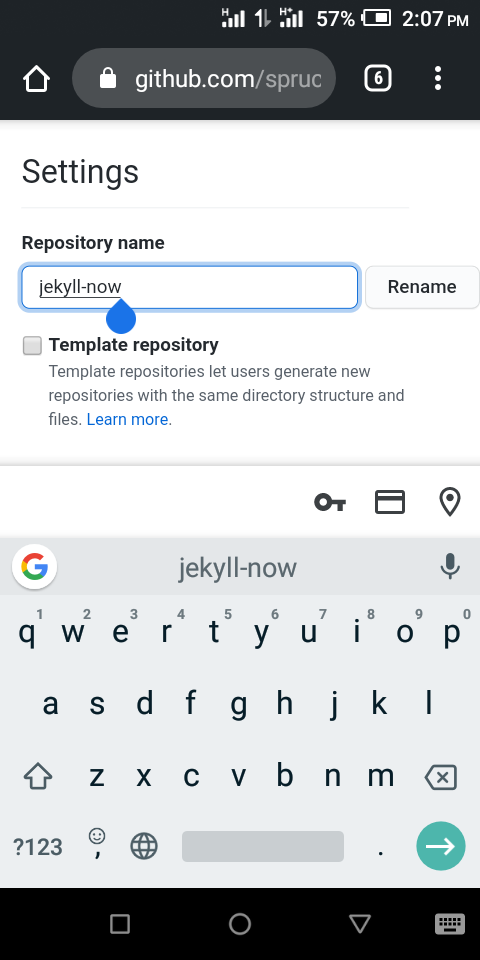 H H+ 57% 2:07 PM
github.com/spruc 6
Settings
Repository name
jekyll-now Rename
Template repository
Template repositories let users generate new
repositories with the same directory structure and
files. Learn more.
G jekyll-now
1 2 3 4 5 6 7 8 9 0
q w e r t y u i o p
a s d f g h j k l
z x c v b n m
?123 , .